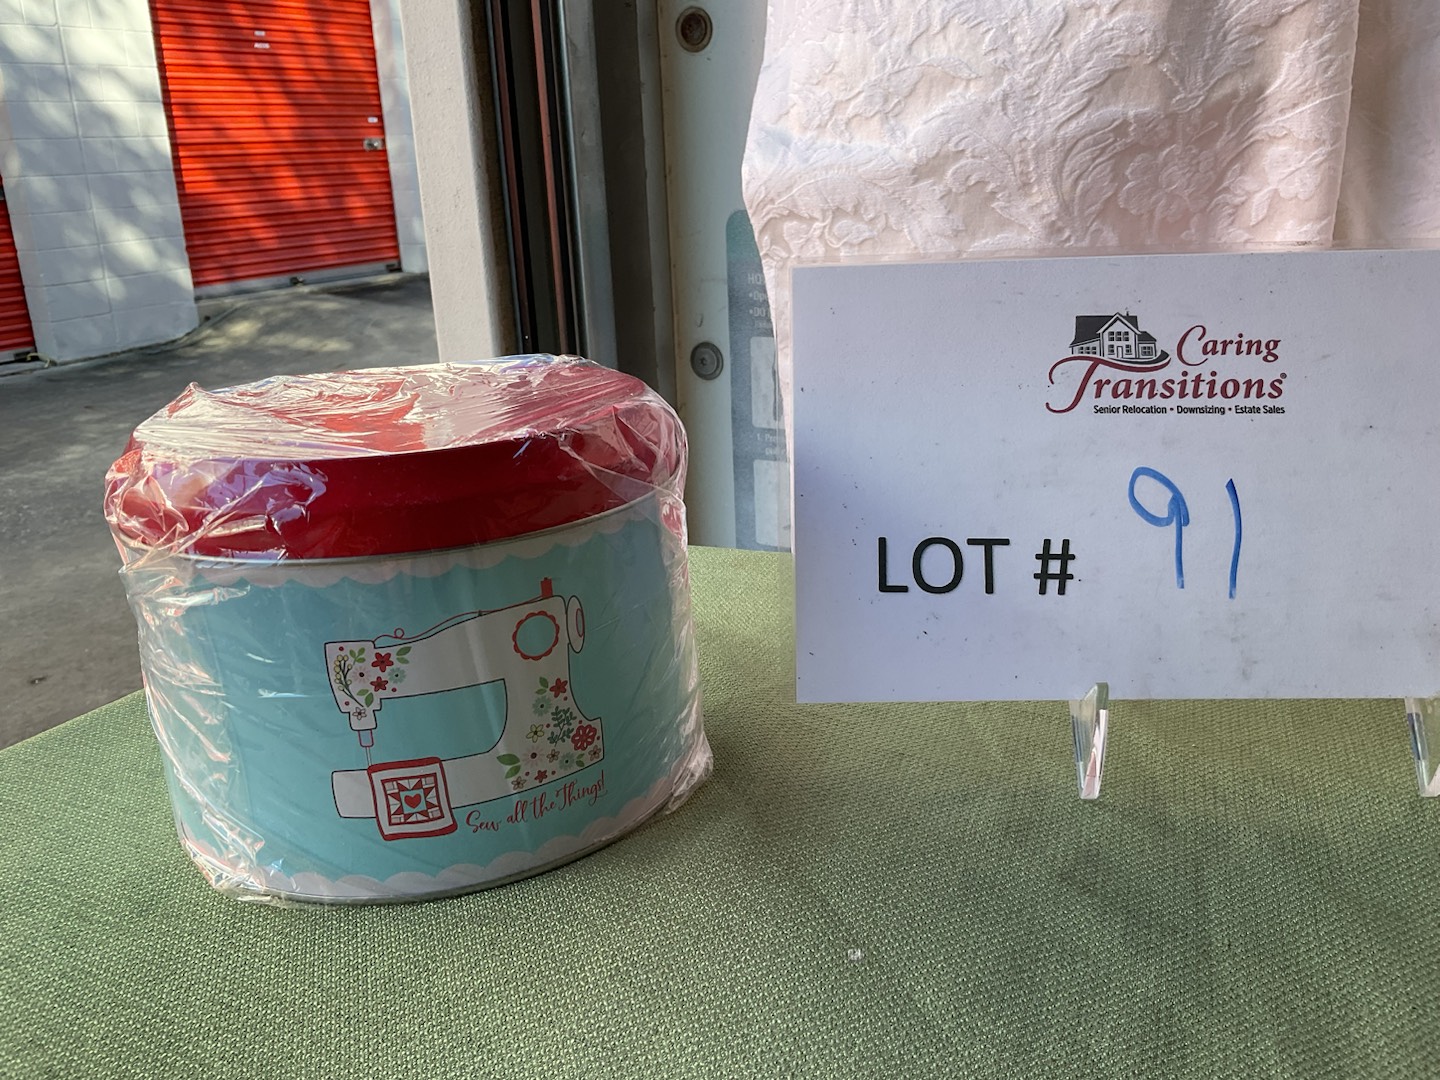 Caring
Transitions®
Senior Relocation • Downsizing • Estate Sales
LOT # 91
Sew all the Things!